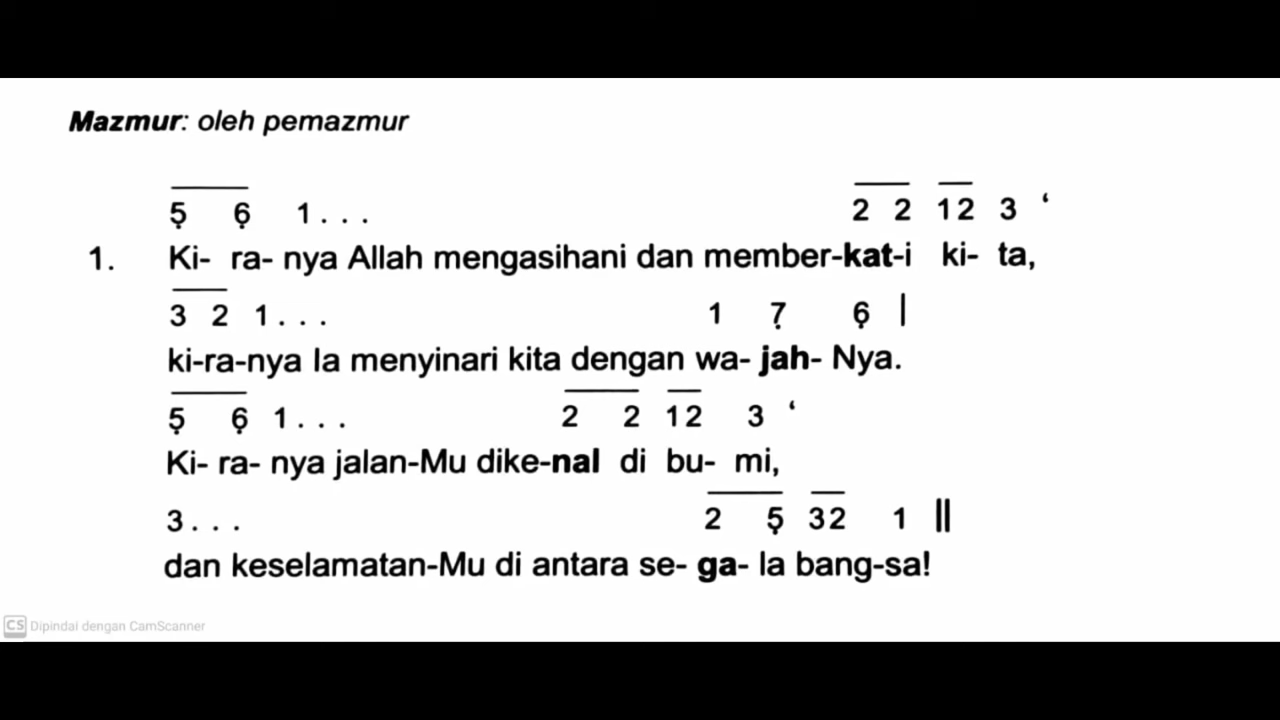 Mazmur: oleh pemazmur
5̣ 6̣ 1... 2 2 12 3 ‘
1. Ki- ra- nya Allah mengasihani dan member-kat-i ki- ta,
3 2 1... 1 7̣ 6̣ |
ki-ra-nya Ia menyinari kita dengan wa- jah- Nya.
5̣ 6̣ 1... 2 2 12 3 ‘
Ki- ra- nya jalan-Mu dike-nal di bu- mi,
3... 2 5̣ 32 1 ||
dan keselamatan-Mu di antara se- ga- la bang-sa!
CS Dipindai dengan CamScanner